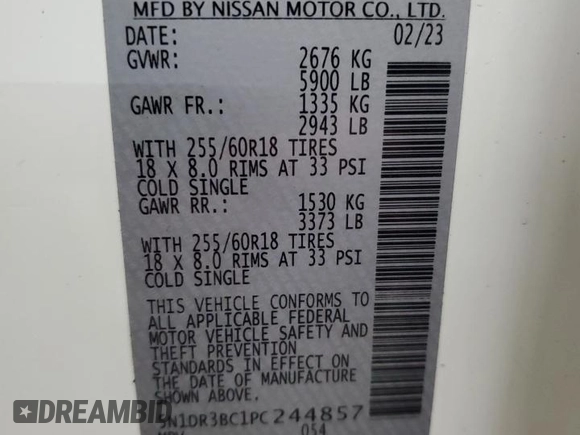 MFD BY NISSAN MOTOR CO., LTD.
DATE: 02/23
GVWR: 2676 KG
5900 LB
GAWR FR.: 1335 KG
2943 LB
WITH 255/60R18 TIRES
18 X 8.0 RIMS AT 33 PSI
COLD SINGLE
GAWR RR.: 1530 KG
3373 LB
WITH 255/60R18 TIRES
18 X 8.0 RIMS AT 33 PSI
COLD SINGLE
THIS VEHICLE CONFORMS TO
ALL APPLICABLE FEDERAL
MOTOR VEHICLE SAFETY AND
THEFT PREVENTION
STANDARDS IN EFFECT ON
THE DATE OF MANUFACTURE
SHOWN ABOVE.
5N1DR3BC1PC244857
054
DREAMBID